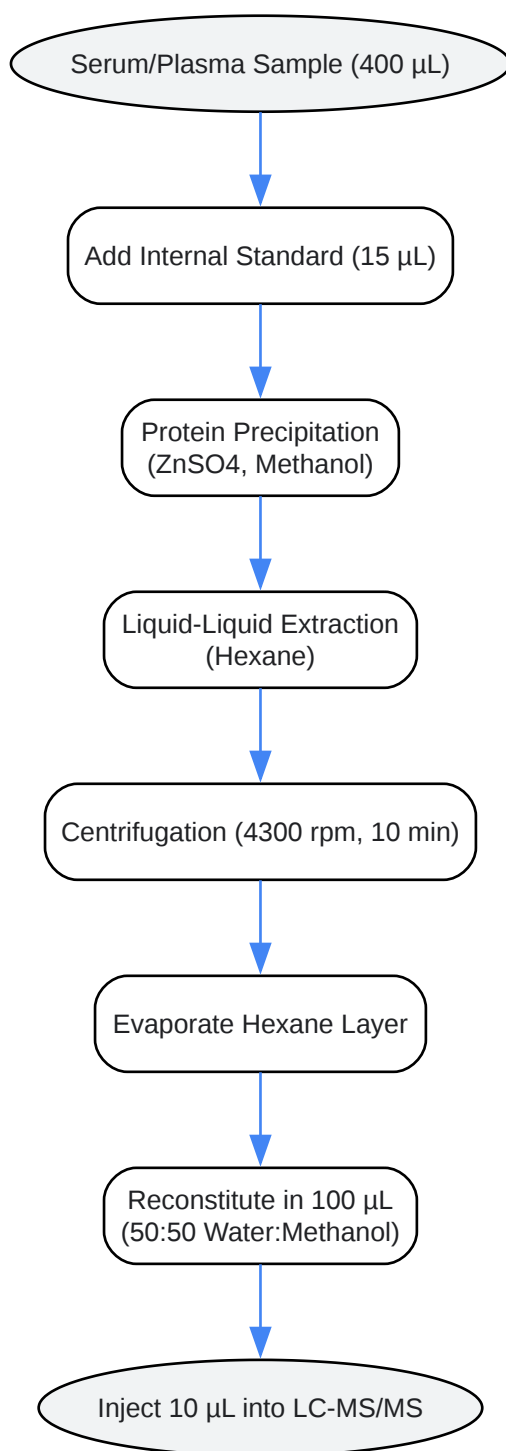 Serum/Plasma Sample (400 µL)
Add Internal Standard (15 µL)
Protein Precipitation
(ZnSO4, Methanol)
Liquid-Liquid Extraction
(Hexane)
Centrifugation (4300 rpm, 10 min)
Evaporate Hexane Layer
Reconstitute in 100 µL
(50:50 Water:Methanol)
Inject 10 µL into LC-MS/MS